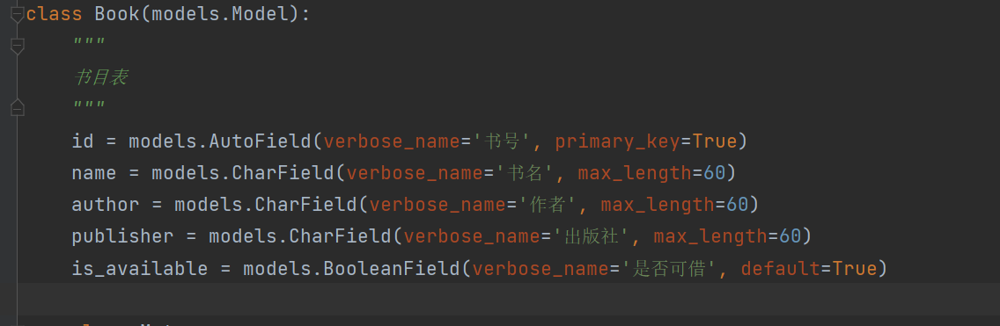 class Book(models.Model):
"""
书目表
"""
id = models.AutoField(verbose_name='书号', primary_key=True)
name = models.CharField(verbose_name='书名', max_length=60)
author = models.CharField(verbose_name='作者', max_length=60)
publisher = models.CharField(verbose_name='出版社', max_length=60)
is_available = models.BooleanField(verbose_name='是否可借', default=True)